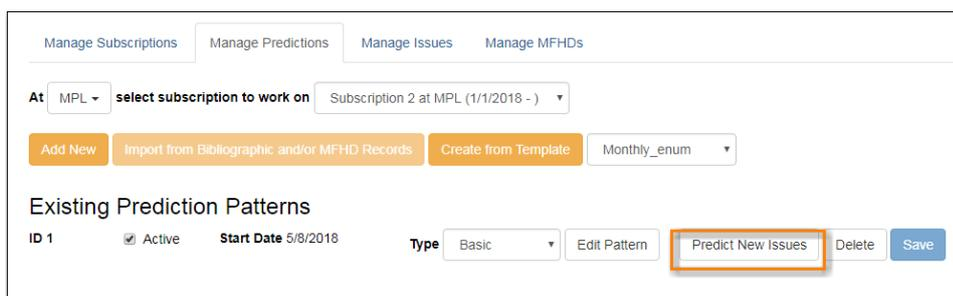 Manage Subscriptions Manage Predictions Manage Issues Manage MFHDs
At MPL select subscription to work on Subscription 2 at MPL (1/1/2018 - )
Add New Import from Bibliographic and/or MFHD Records Create from Template Monthly_enum
Existing Prediction Patterns
ID 1 Active Start Date 5/8/2018 Type Basic Edit Pattern Predict New Issues Delete Save